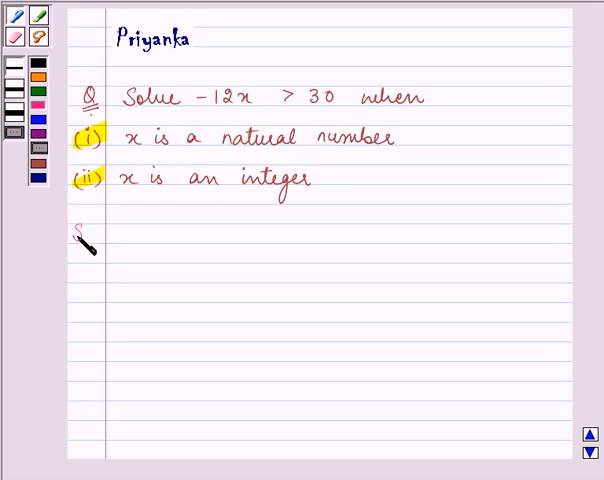 Priyanka
Q Solve -12x > 30 when
(i) x is a natural number
(ii) x is an integer
S